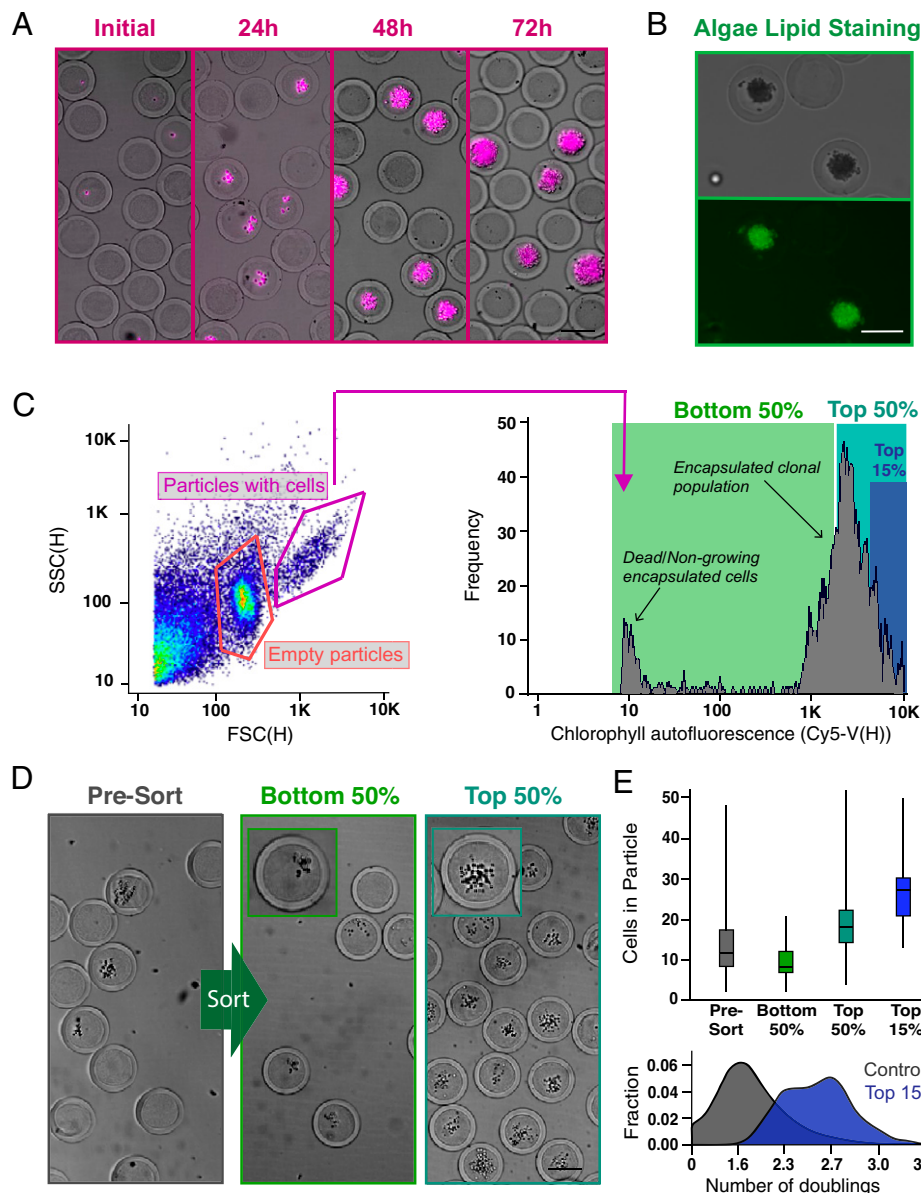 A
Initial
24h
48h
72h
B
Algae Lipid Staining
C
10K
1K
100
10
SSC(H)
Particles with cells
Empty particles
10
100
1K
10K
FSC(H)
Bottom 50%
Top 50%
Top
15%
50
40
30
20
10
0
Frequency
Encapsulated clonal
population
Dead/Non-growing
encapsulated cells
1
10
100
1K
10K
Chlorophyll autofluorescence (Cy5-V(H))
D
Pre-Sort
Bottom 50%
Top 50%
Sort
E
50
40
30
20
10
0
Cells in Particle
Pre-
Sort
Bottom
50%
Top
50%
Top
15%
Contro
Top 15
0.06
0.04
0.02
0.00
Fraction
0
1.6
2.3
2.7
3.0
3
Number of doublings